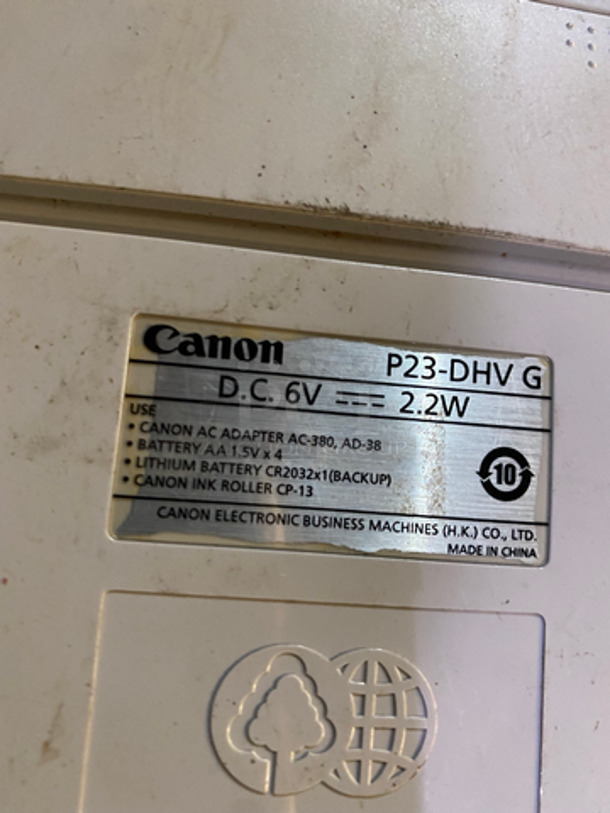 Canon
P23-DHV G
D.C. 6V ⎓ 2.2W
USE
• CANON AC ADAPTER AC-380, AD-38
• BATTERY AA 1.5V x 4
• LITHIUM BATTERY CR2032x1(BACKUP)
• CANON INK ROLLER CP-13
10
CANON ELECTRONIC BUSINESS MACHINES (H.K.) CO., LTD.
MADE IN CHINA